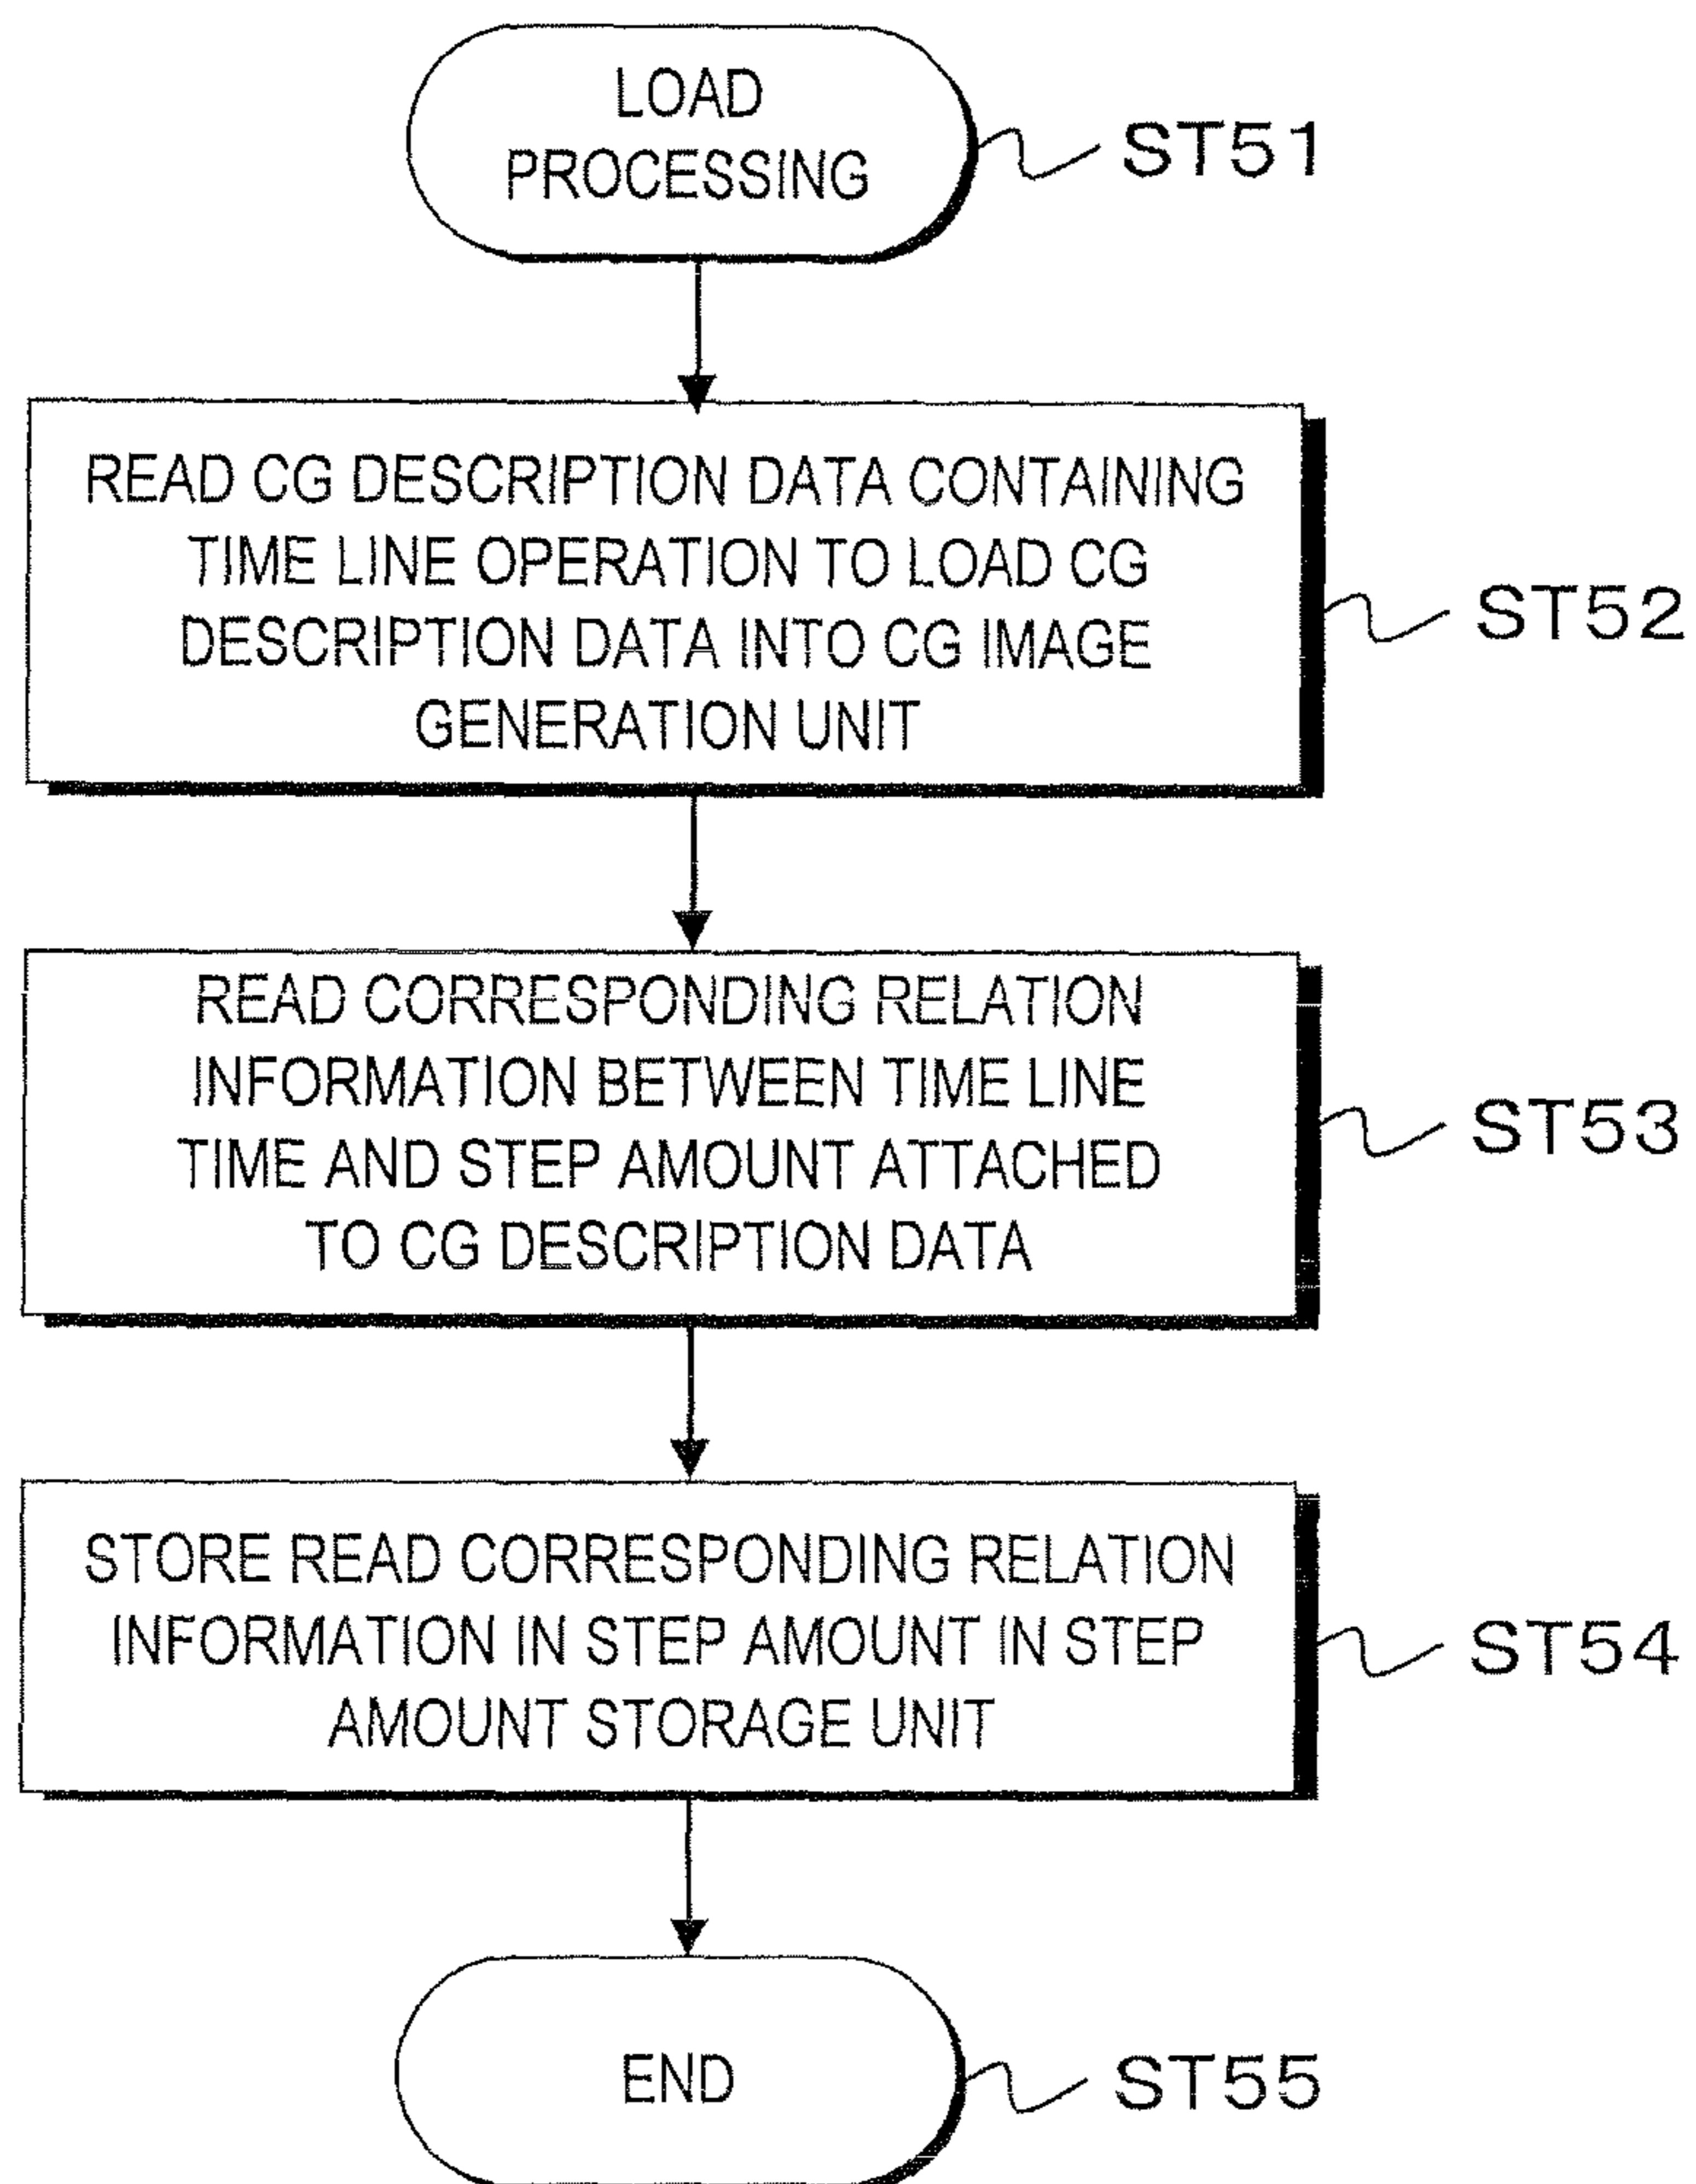 LOAD
PROCESSING
ST51
READ CG DESCRIPTION DATA CONTAINING
TIME LINE OPERATION TO LOAD CG
DESCRIPTION DATA INTO CG IMAGE
GENERATION UNIT
ST52
READ CORRESPONDING RELATION
INFORMATION BETWEEN TIME LINE
TIME AND STEP AMOUNT ATTACHED
TO CG DESCRIPTION DATA
ST53
STORE READ CORRESPONDING RELATION
INFORMATION IN STEP AMOUNT IN STEP
AMOUNT STORAGE UNIT
ST54
END
ST55